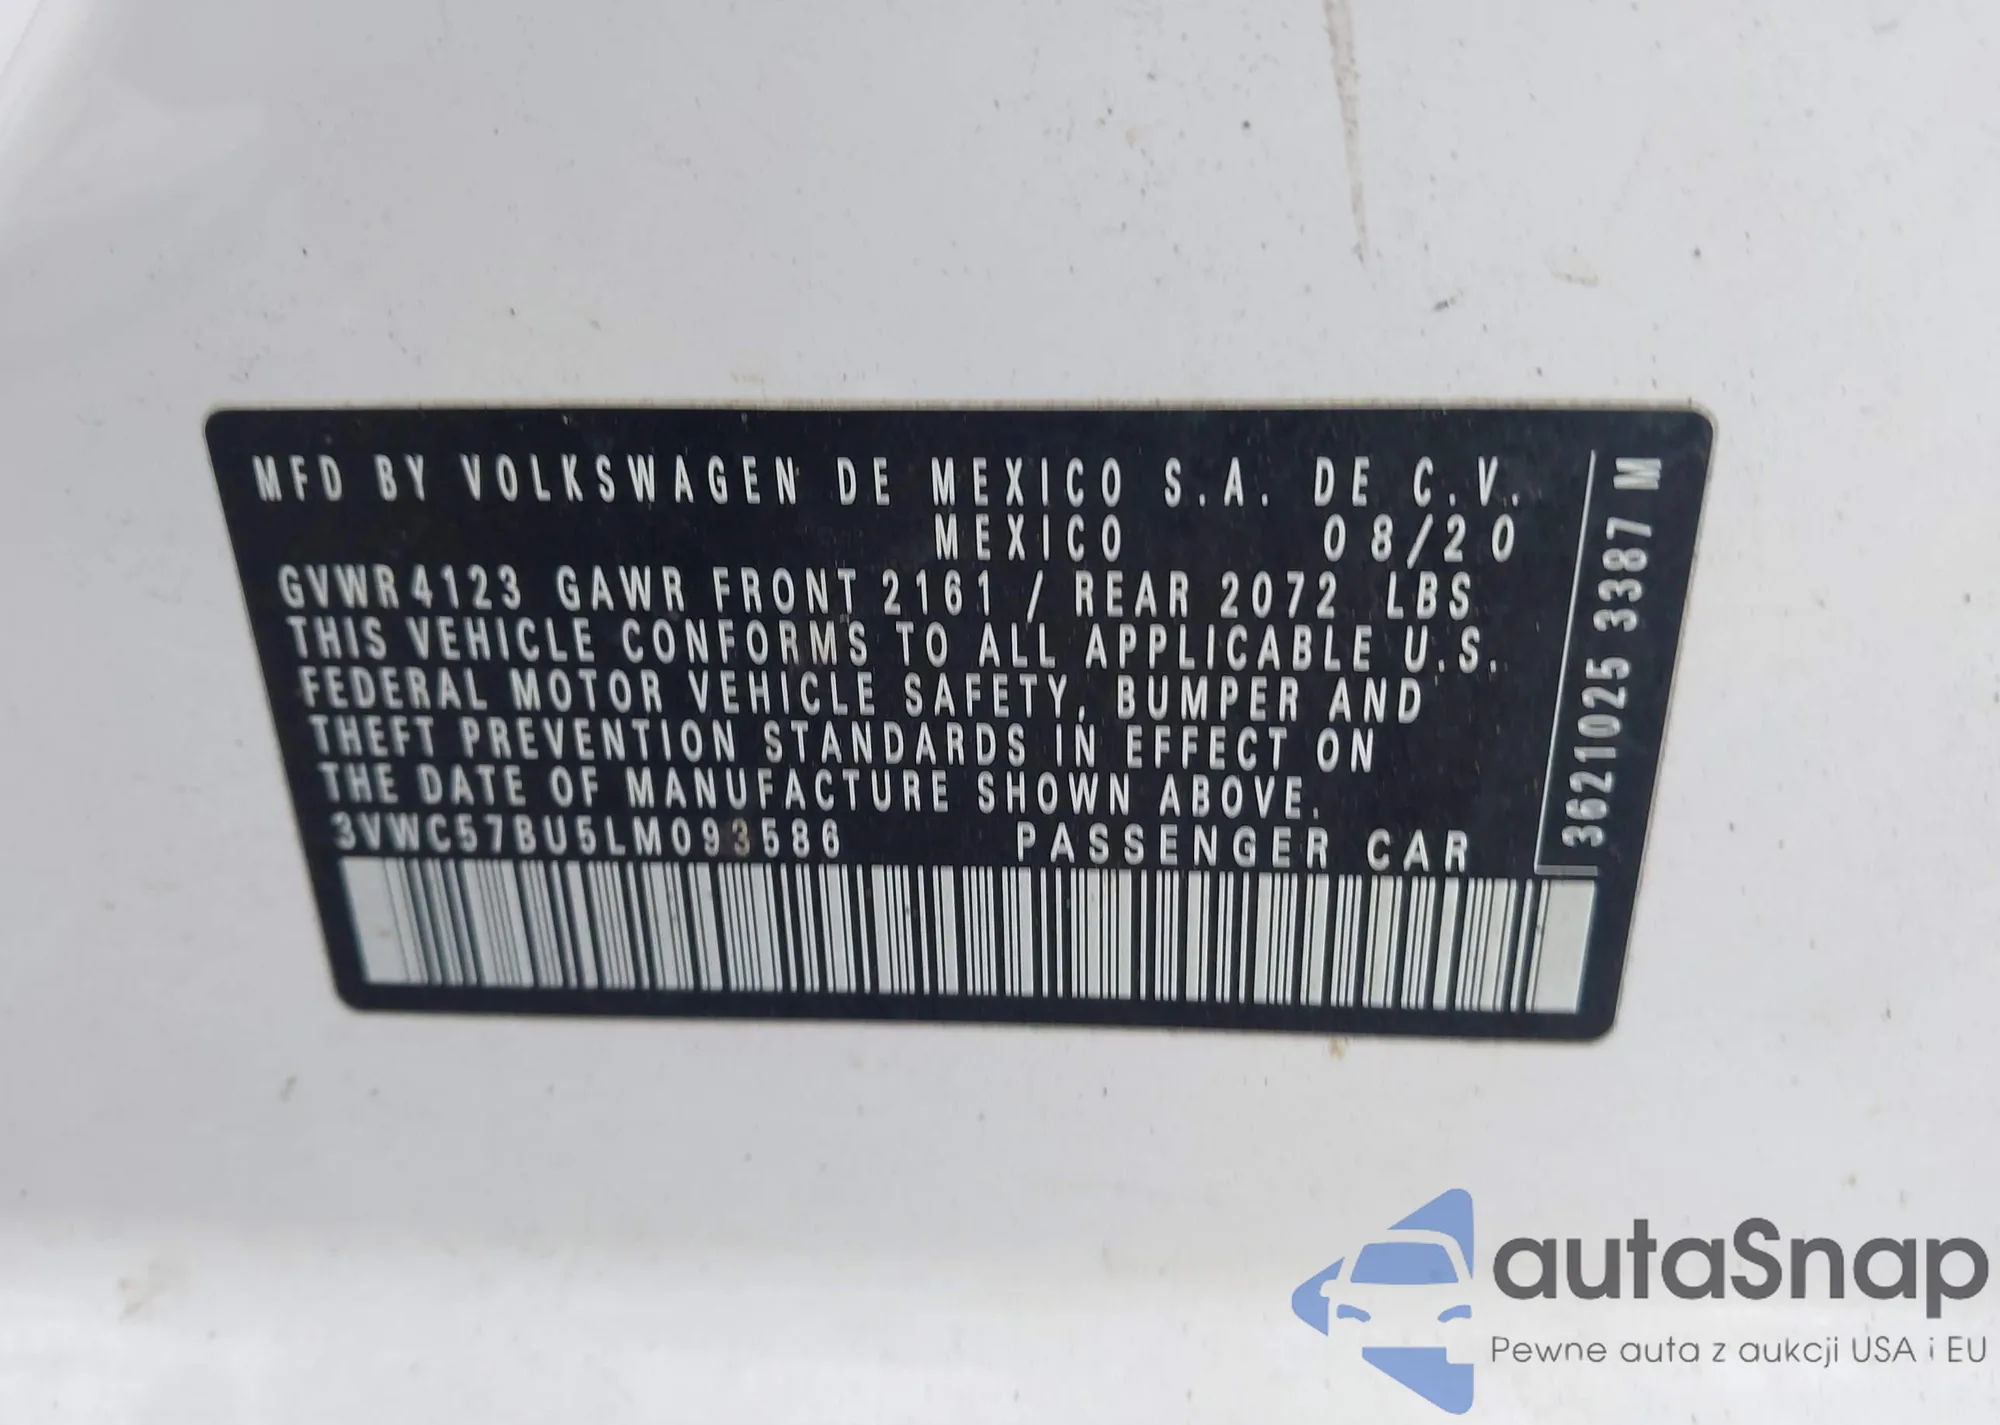 MFD BY VOLKSWAGEN DE MEXICO S.A. DE C.V.
MEXICO 08/20
GVWR 4123 GAWR FRONT 2161 / REAR 2072 LBS
THIS VEHICLE CONFORMS TO ALL APPLICABLE U.S.
FEDERAL MOTOR VEHICLE SAFETY, BUMPER AND
THEFT PREVENTION STANDARDS IN EFFECT ON
THE DATE OF MANUFACTURE SHOWN ABOVE.
3VWC57BU5LM093586 PASSENGER CAR
3621025 3387 M
autaSnap
Pewne auta z aukcji USA i EU